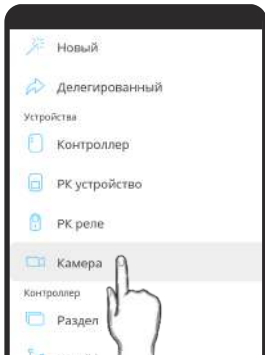 Новый
Делегированный
Устройства
Контроллер
РК устройство
РК реле
Камера
Контроллер
Раздел